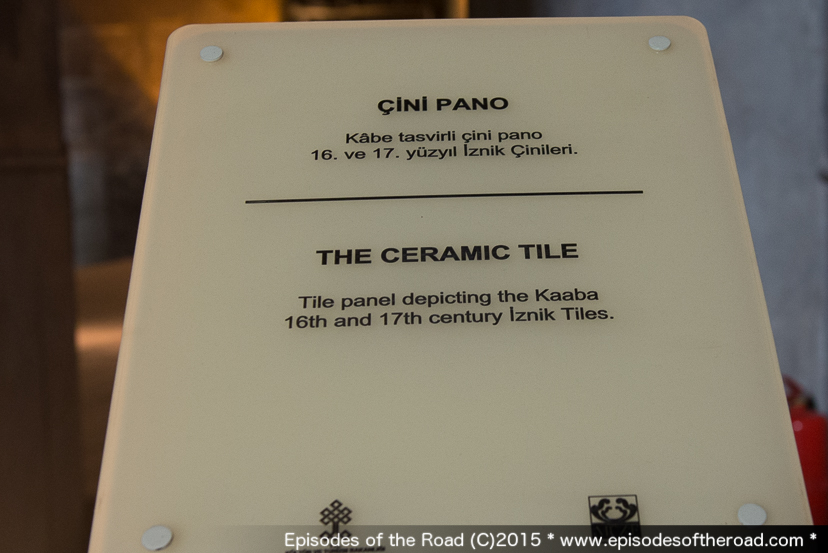 ÇİNİ PANO
Kâbe tasvirli çini pano
16. ve 17. yüzyıl İznik Çinileri.
THE CERAMIC TILE
Tile panel depicting the Kaaba
16th and 17th century İznik Tiles.
Episodes of the Road (C)2015 * www.episodesoftheroad.com *